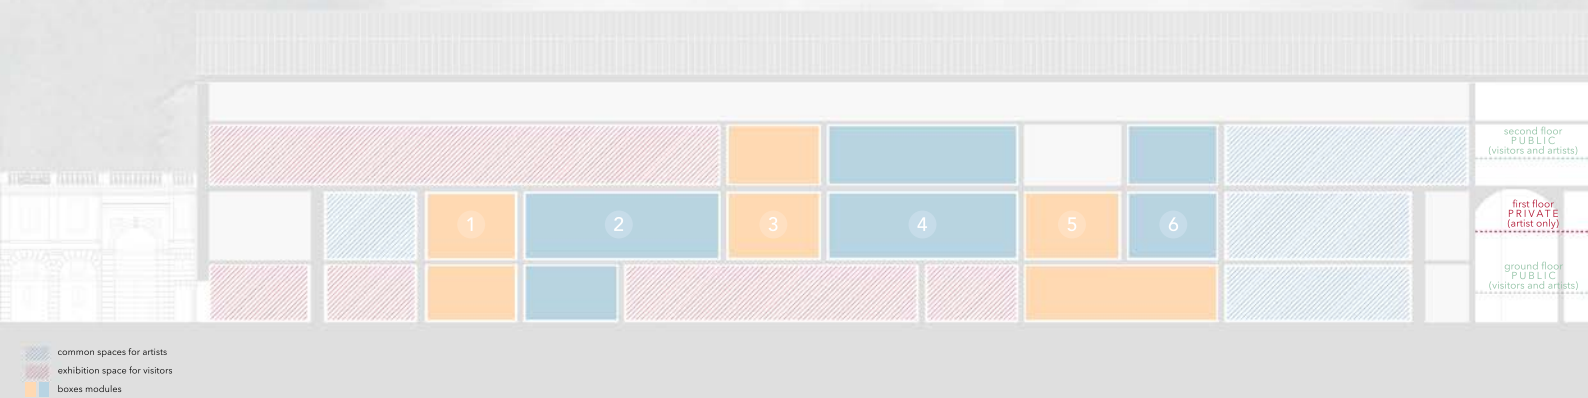 second floor
PUBLIC
(visitors and artists)
1
2
3
4
5
6
first floor
PRIVATE
(artist only)
ground floor
PUBLIC
(visitors and artists)
common spaces for artists
exhibition space for visitors
boxes modules